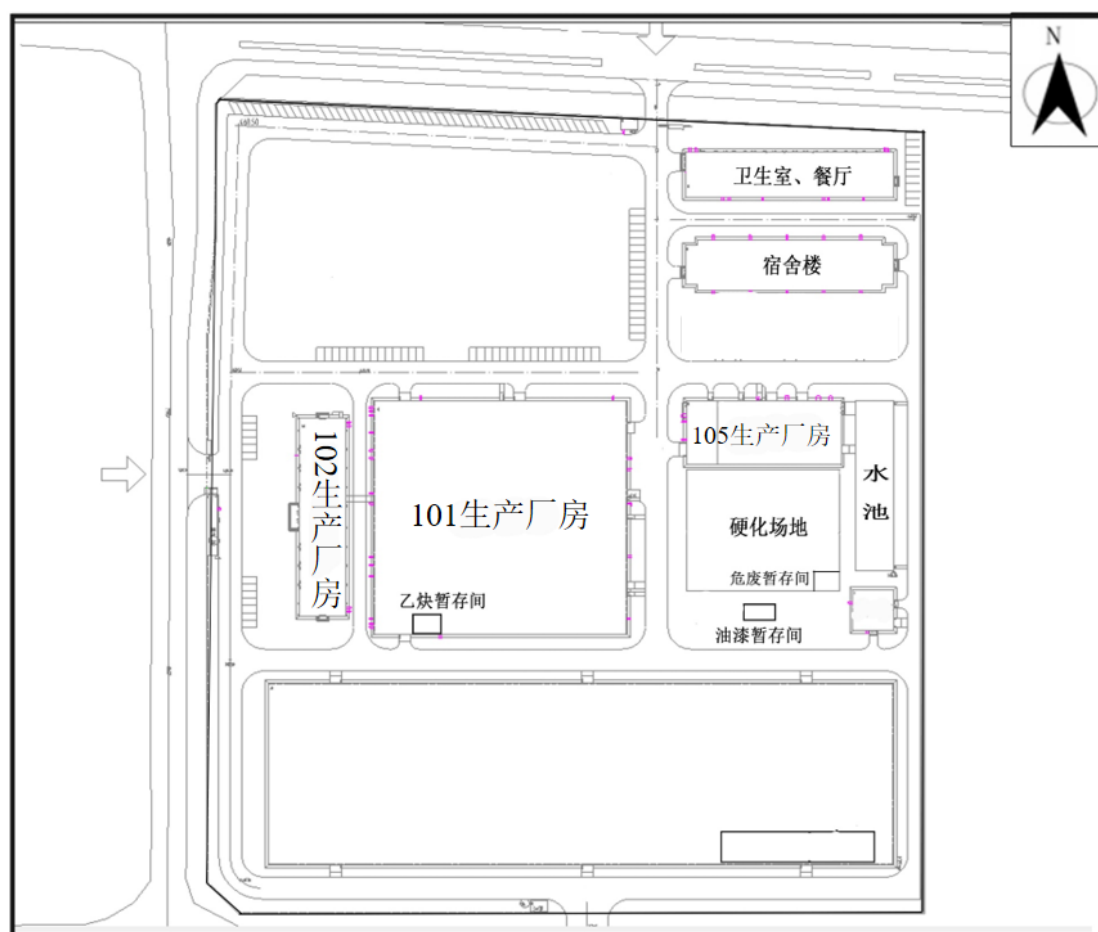 N
卫生室、餐厅
宿舍楼
102生产厂房
101生产厂房
105生产厂房
水池
硬化场地
危废暂存间
乙炔暂存间
油漆暂存间